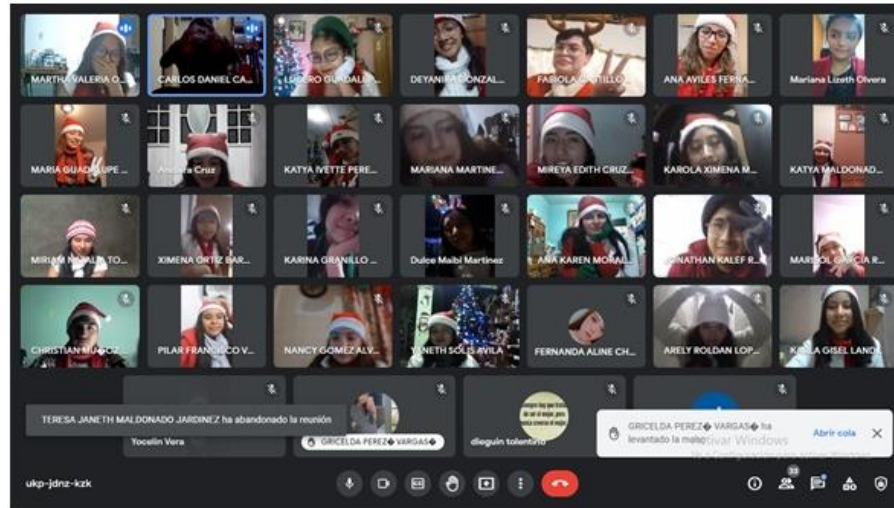 MARTHA VALERIA O...
CARLOS DANIEL CA...
LUCERO GUADALUP...
DEYANIRA GONZAL...
FABIOLA CASTILLO ...
ANA AVILES FERNA...
Mariana Lizeth Olvera
MARIA GUADALUPE ...
Andrea Cruz
KATYA IVETTE PERE...
MARIANA MARTINE...
MIREYA EDITH CRUZ...
KAROLA XIMENA M...
KATYA MALDONAD...
MIRIAM NATALIA TO...
XIMENA ORTIZ BAR...
KARINA GRANILLO ...
Dulce Maibi Martinez
ANA KAREN MORAL...
JONATHAN KALEF R...
MARISOL GARCIA R...
CHRISTIAN MUÑOZ ...
PILAR FRANCISCO V...
NANCY GOMEZ ALV...
YANETH SOLIS AVILA
FERNANDA ALINE CH...
ARELY ROLDAN LOP...
KARLA GISEL LAND...
TERESA JANETH MALDONADO JARDINEZ ha abandonado la reunión
Yocelin Vera
GRICELDA PEREZ� VARGAS�
dieguin tolentino
GRICELDA PEREZ� VARGAS� ha
levantado la mano
Abrir cola
Activar Windows
ukp-jdnz-kzk
33